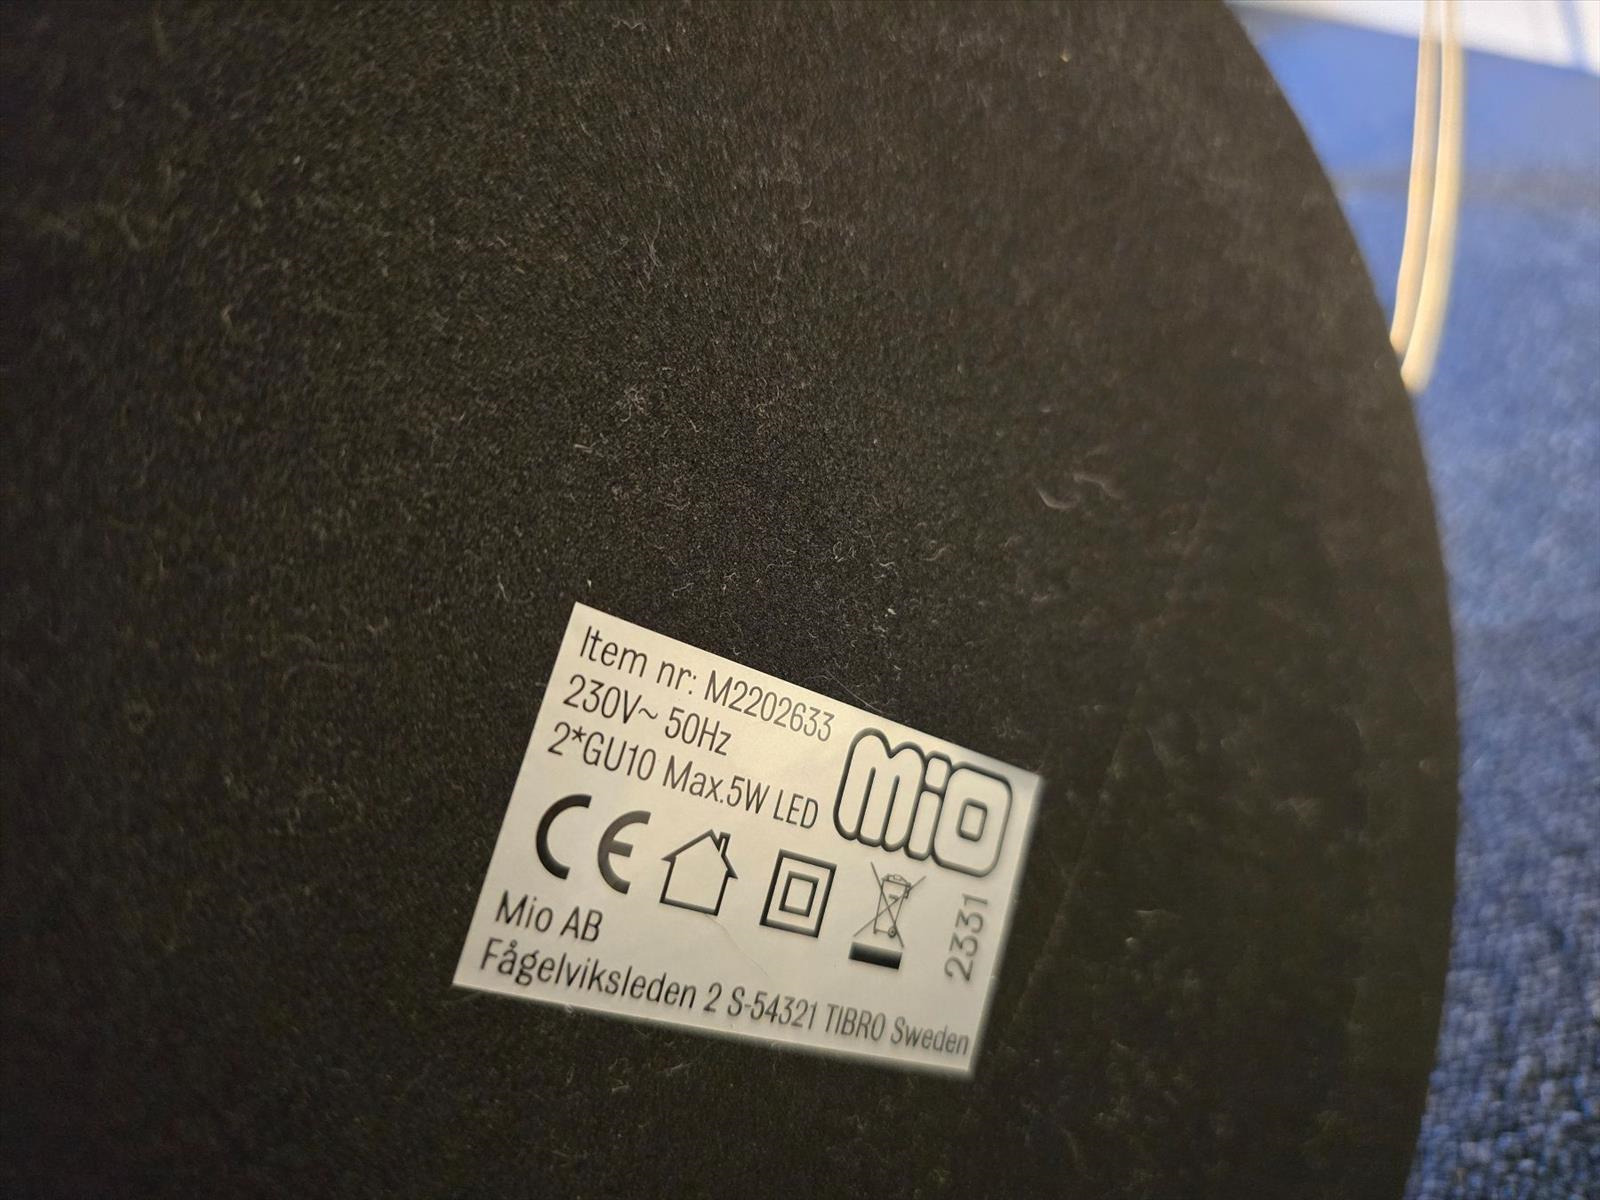 Item nr: M2202633
230V~ 50Hz
2*GU10 Max.5W LED
mio
CE
2331
Mio AB
Fågelviksleden 2 S-54321 TIBRO Sweden